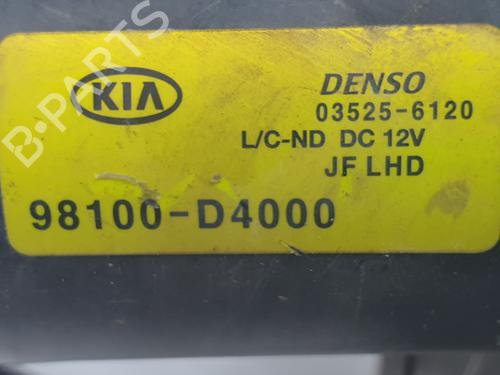 B-PARTS
KIA
DENSO
03525-6120
L/C-ND DC 12V
JF LHD
98100-D4000